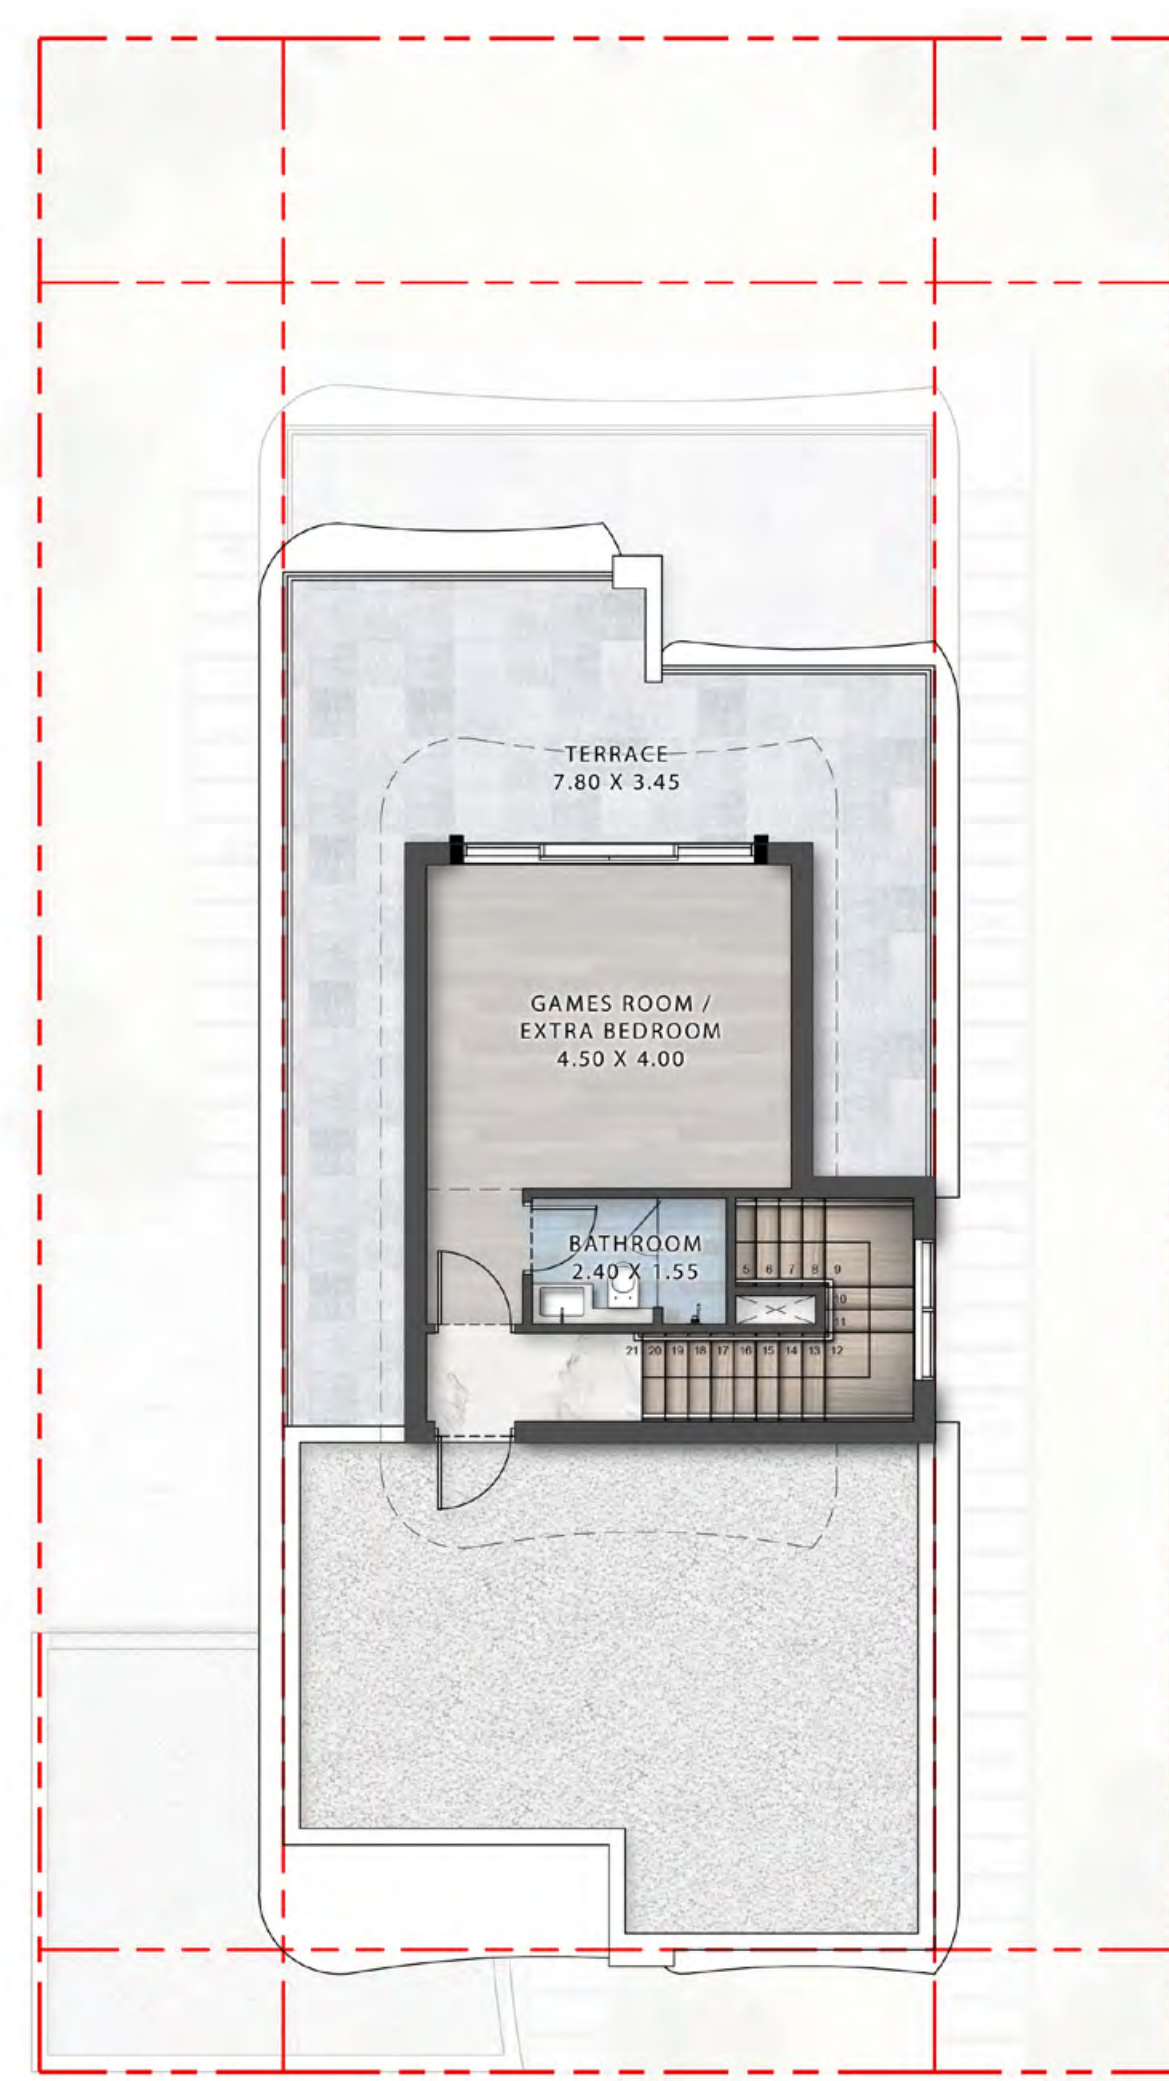 TERRACE
7.80 X 3.45
GAMES ROOM /
EXTRA BEDROOM
4.50 X 4.00
BATHROOM
2.40 X 1.55
5 6 7 8 9
10
11
21 20 19 18 17 16 15 14 13 12